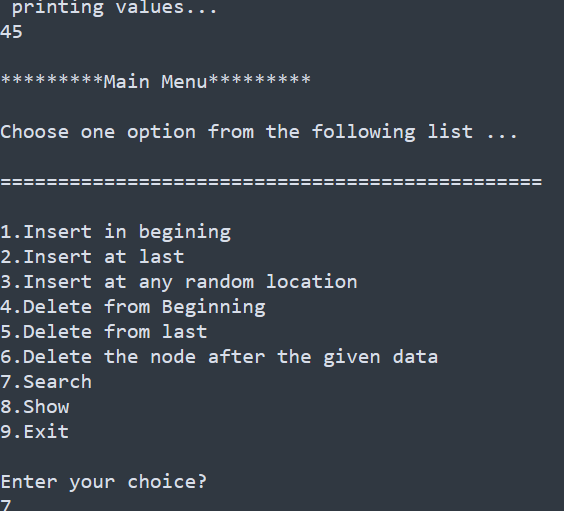 printing values...
45
*********Main Menu*********
Choose one option from the following list ...
===============================================
1.Insert in begining
2.Insert at last
3.Insert at any random location
4.Delete from Beginning
5.Delete from last
6.Delete the node after the given data
7.Search
8.Show
9.Exit
Enter your choice?
7